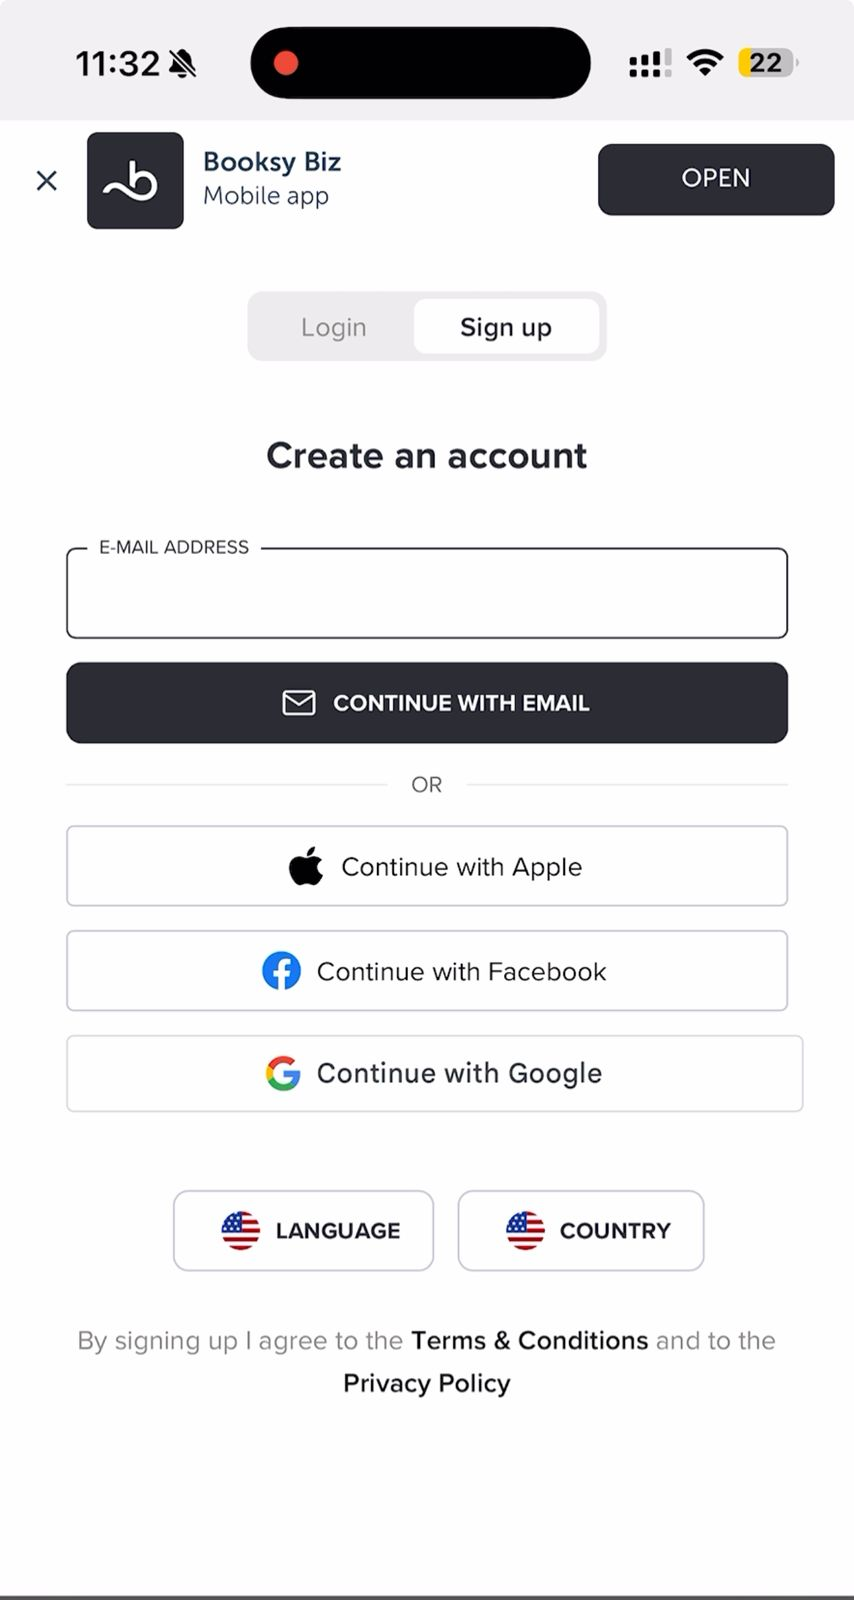 11:32
22
Booksy Biz
Mobile app
OPEN
Login
Sign up
Create an account
E-MAIL ADDRESS
CONTINUE WITH EMAIL
OR
Continue with Apple
Continue with Facebook
Continue with Google
LANGUAGE
COUNTRY
By signing up I agree to the Terms & Conditions and to the
Privacy Policy